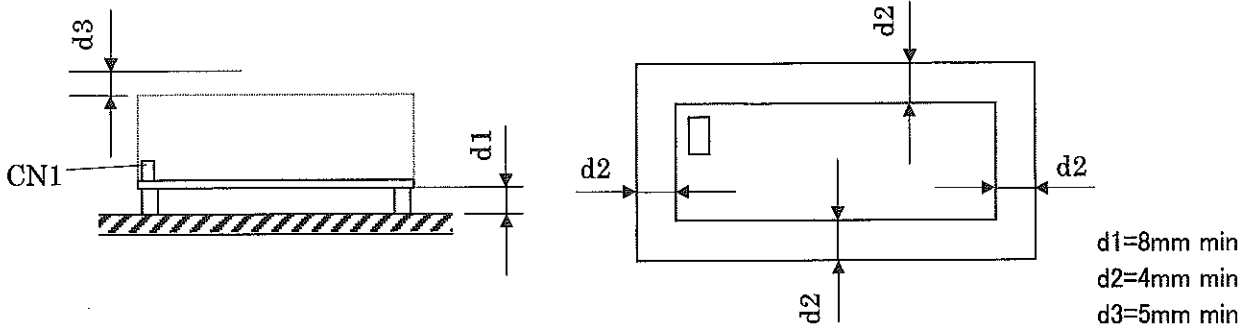 d3
CN1
d1
d2
d2
d2
d2
d1=8mm min
d2=4mm min
d3=5mm min